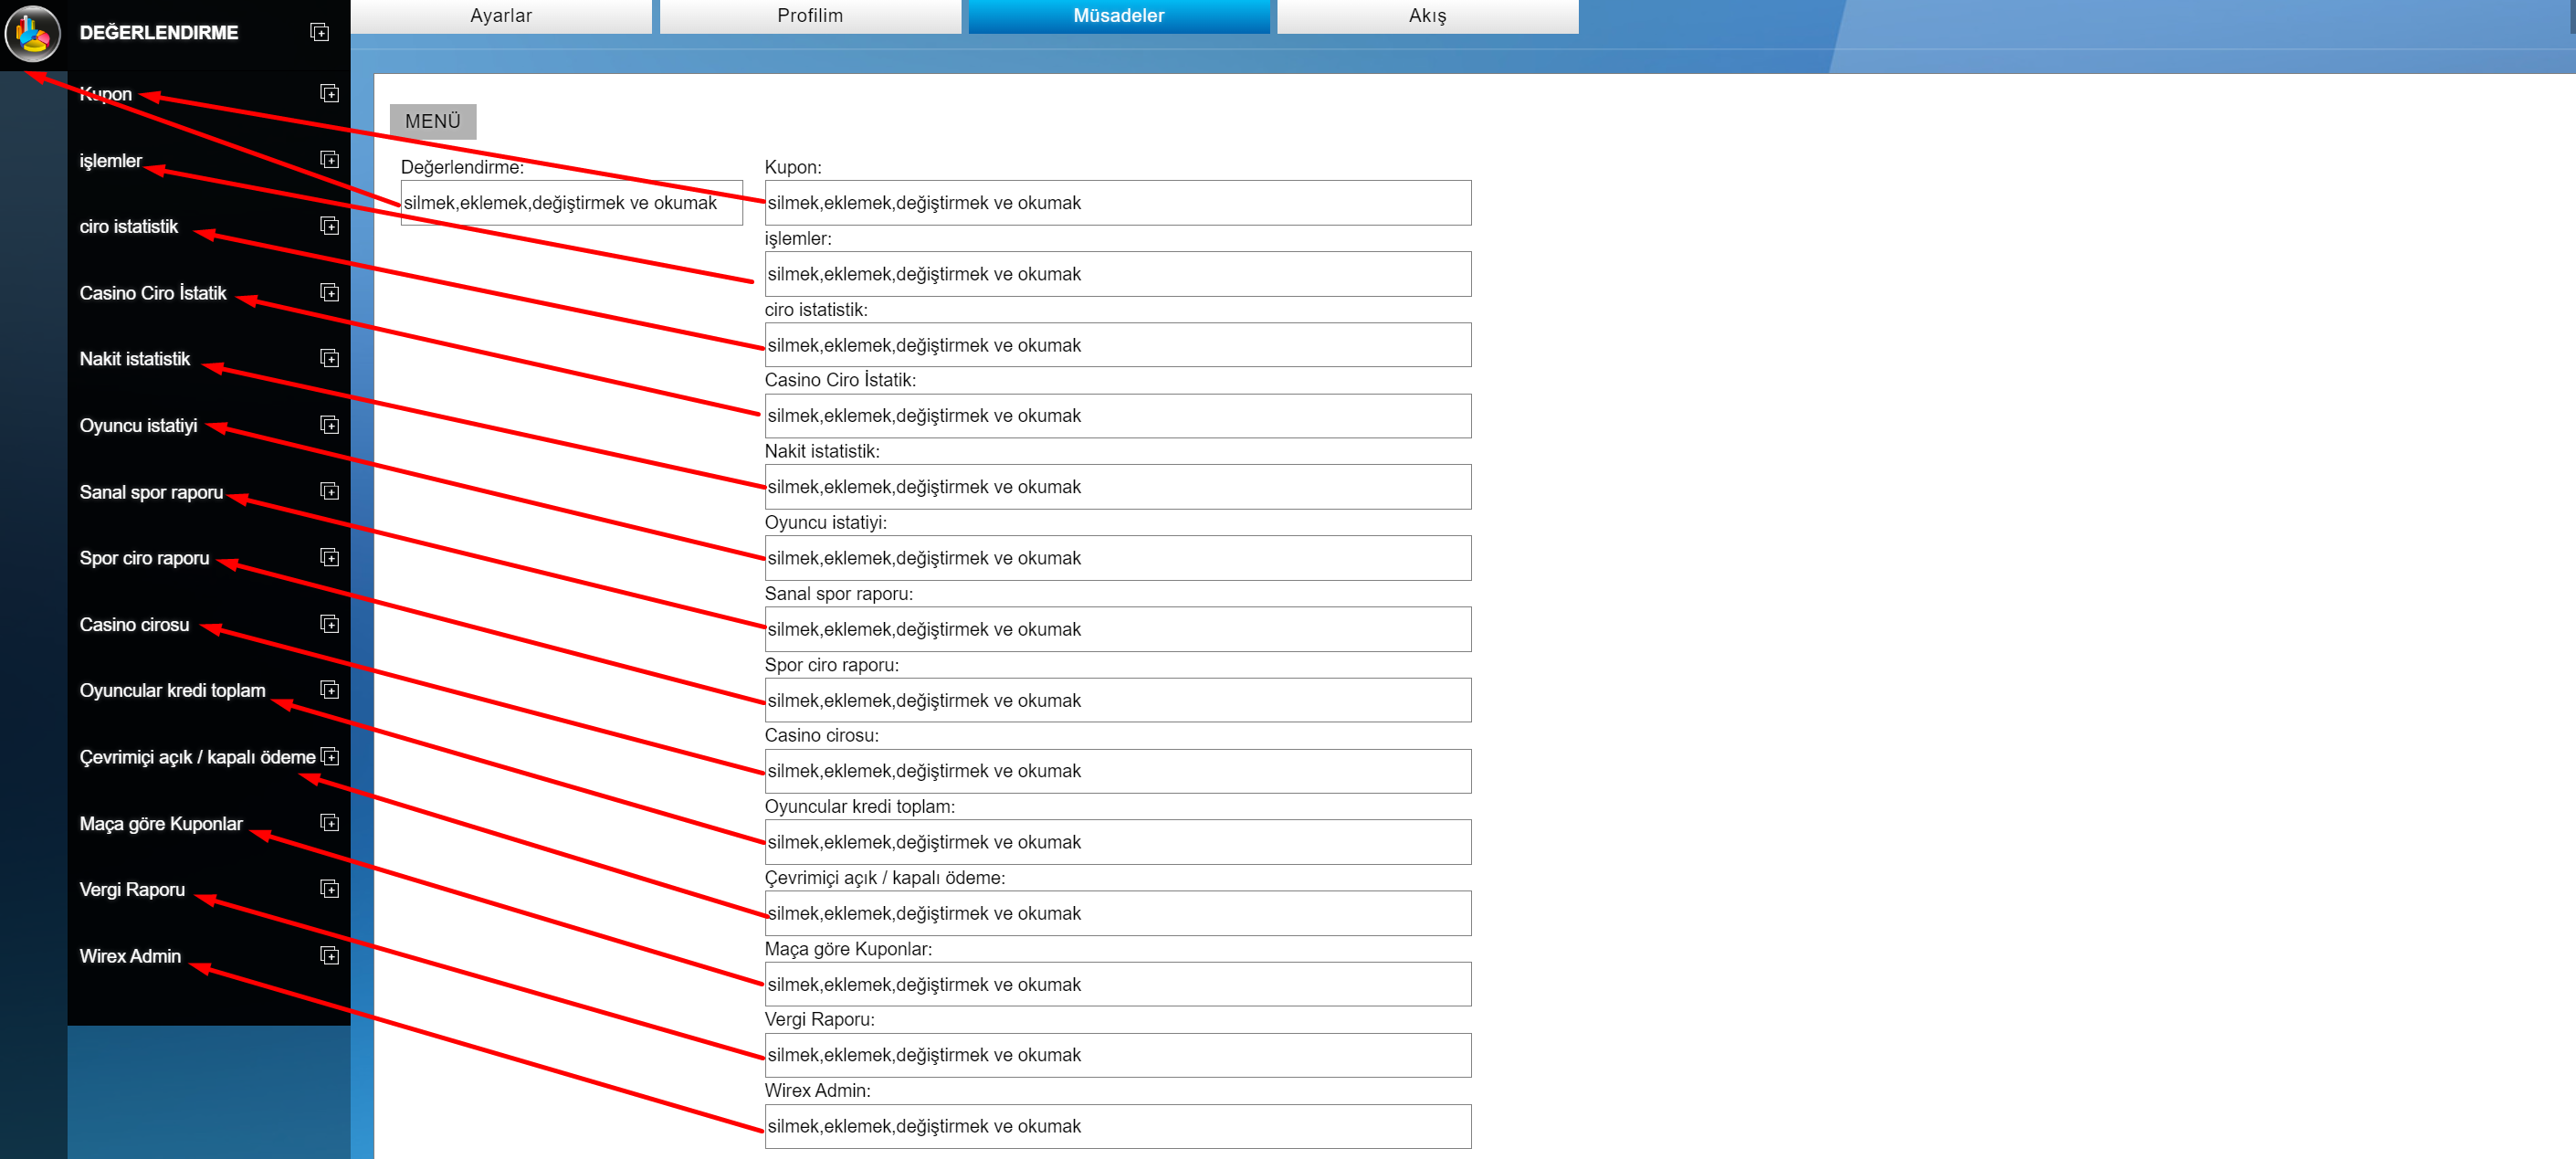 Ayarlar
Profilim
Müsadeler
Akış
DEĞERLENDIRME
Kupon
işlemler
ciro istatistik
Casino Ciro İstatik
Nakit istatistik
Oyuncu istatiyi
Sanal spor raporu
Spor ciro raporu
Casino cirosu
Oyuncular kredi toplam
Çevrimiçi açık / kapalı ödeme
Maça göre Kuponlar
Vergi Raporu
Wirex Admin
MENÜ
Değerlendirme:
silmek,eklemek,değiştirmek ve okumak
Kupon:
silmek,eklemek,değiştirmek ve okumak
işlemler:
silmek,eklemek,değiştirmek ve okumak
ciro istatistik:
silmek,eklemek,değiştirmek ve okumak
Casino Ciro İstatik:
silmek,eklemek,değiştirmek ve okumak
Nakit istatistik:
silmek,eklemek,değiştirmek ve okumak
Oyuncu istatiyi:
silmek,eklemek,değiştirmek ve okumak
Sanal spor raporu:
silmek,eklemek,değiştirmek ve okumak
Spor ciro raporu:
silmek,eklemek,değiştirmek ve okumak
Casino cirosu:
silmek,eklemek,değiştirmek ve okumak
Oyuncular kredi toplam:
silmek,eklemek,değiştirmek ve okumak
Çevrimiçi açık / kapalı ödeme:
silmek,eklemek,değiştirmek ve okumak
Maça göre Kuponlar:
silmek,eklemek,değiştirmek ve okumak
Vergi Raporu:
silmek,eklemek,değiştirmek ve okumak
Wirex Admin:
silmek,eklemek,değiştirmek ve okumak